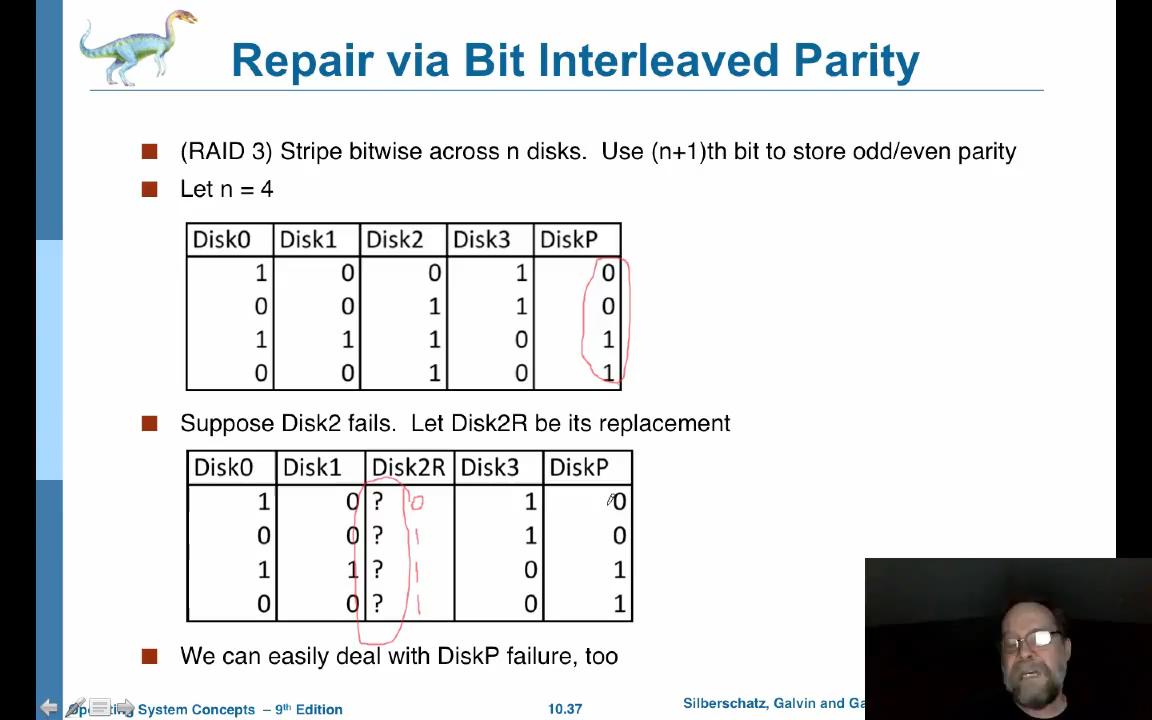 Repair via Bit Interleaved Parity
(RAID 3) Stripe bitwise across n disks. Use (n+1)th bit to store odd/even parity
Let n = 4
Disk0 Disk1 Disk2 Disk3 DiskP
1 0 0 1 0
0 0 1 1 0
1 1 1 0 1
0 0 1 0 1
Suppose Disk2 fails. Let Disk2R be its replacement
Disk0 Disk1 Disk2R Disk3 DiskP
1 0 ? 0 1 0
0 0 ? 1 1 0
1 1 ? 1 0 1
0 0 ? 1 0 1
We can easily deal with DiskP failure, too
System Concepts – 9th Edition
10.37
Silberschatz, Galvin and